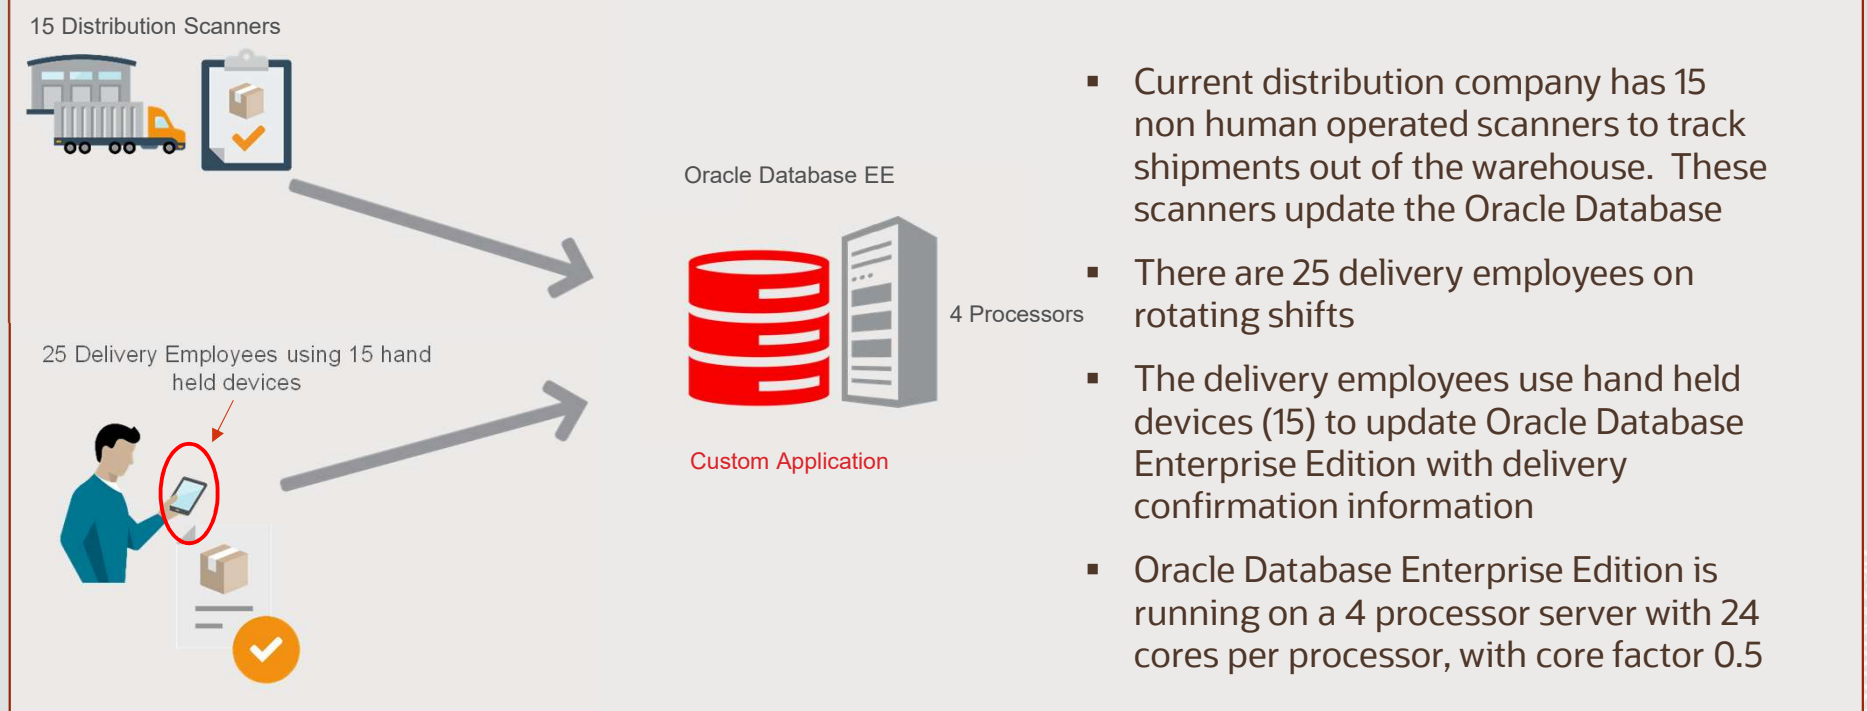 15 Distribution Scanners
Oracle Database EE
4 Processors
25 Delivery Employees using 15 hand
held devices
Custom Application
▪ Current distribution company has 15
non human operated scanners to track
shipments out of the warehouse. These
scanners update the Oracle Database
▪ There are 25 delivery employees on
rotating shifts
▪ The delivery employees use hand held
devices (15) to update Oracle Database
Enterprise Edition with delivery
confirmation information
▪ Oracle Database Enterprise Edition is
running on a 4 processor server with 24
cores per processor, with core factor 0.5